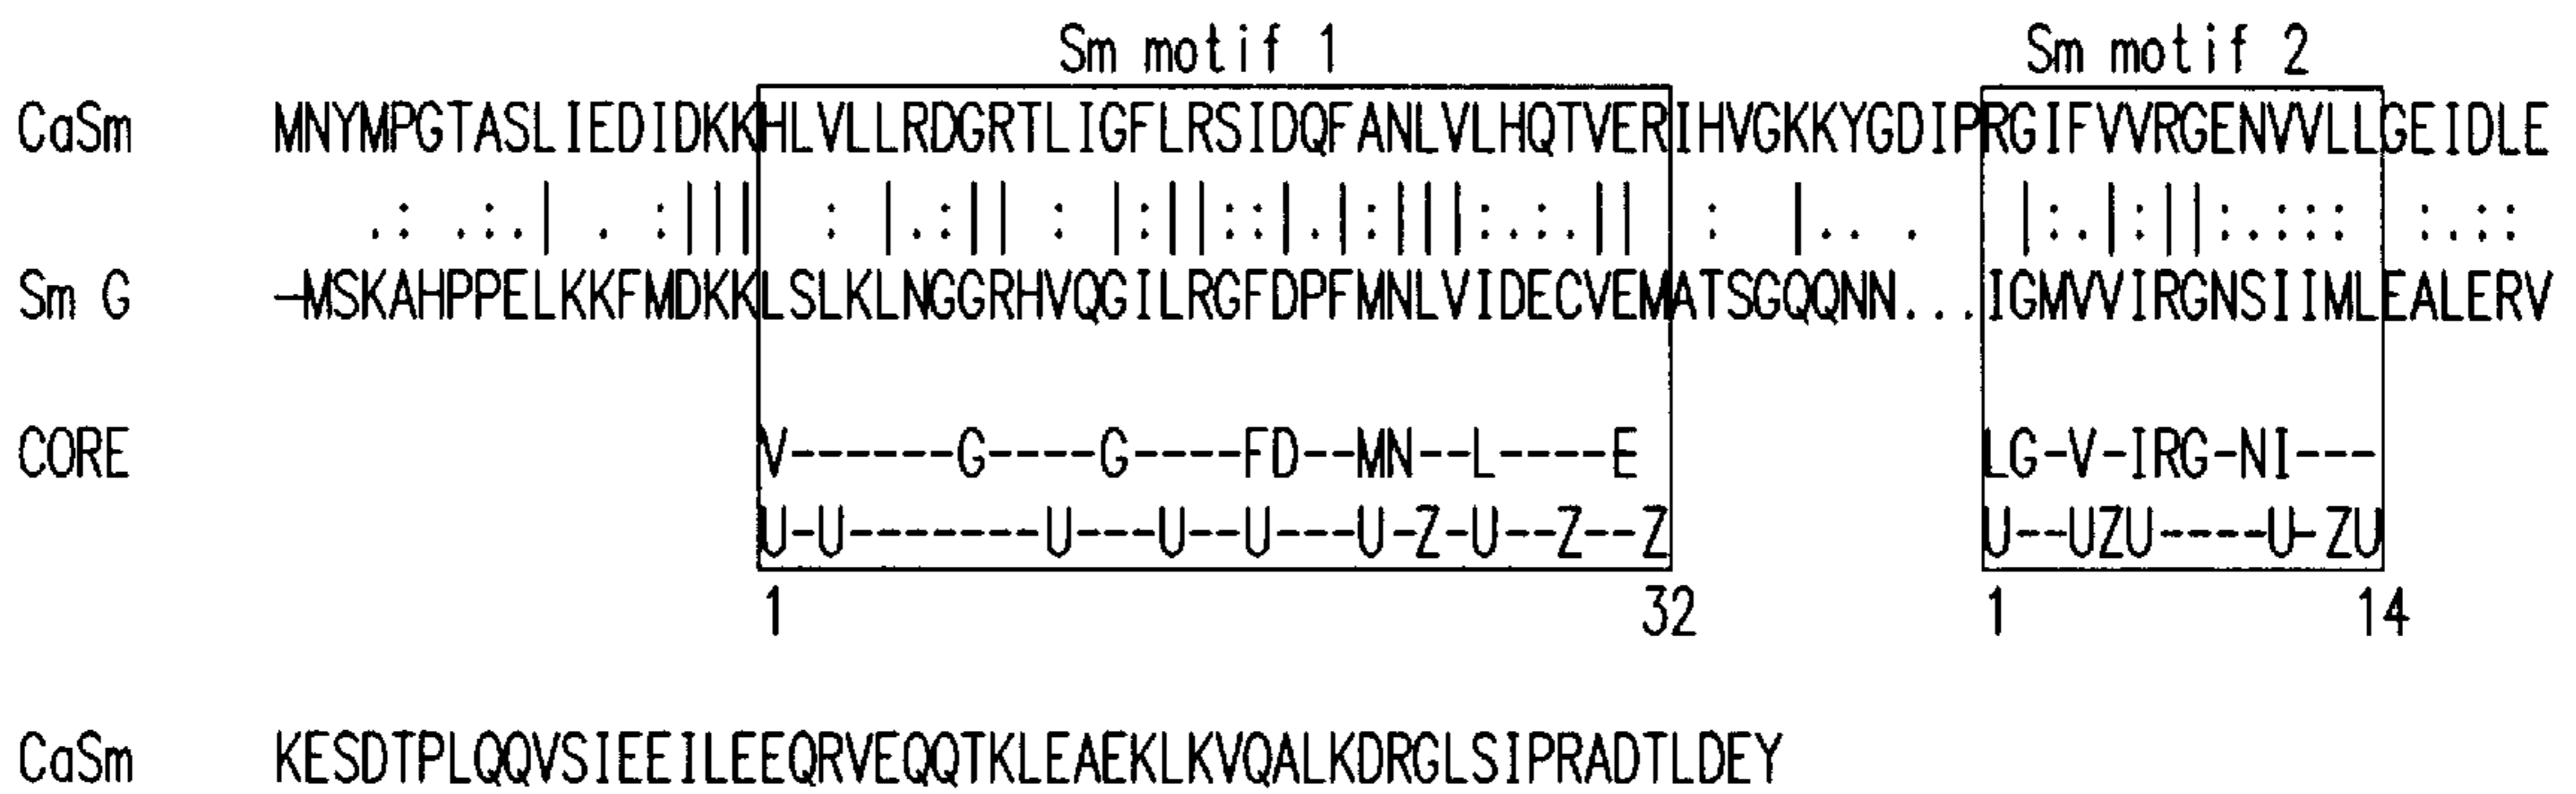 Sm motif 1 Sm motif 2
CaSm MNYMPGTASLIEDIDKKHLVLLRDGRTLIGFLRSIDQFANLVLHQTVERIHVGKKYGDIPRGIFVVRGENVVLLGEIDLE
.: .:.| . :||| : |.:|| : |:||::|.|:|||:.:.|| : |.. . |:.|:||:.::: :.::
Sm G -MSKAHPPELKKFMDKKLSLKLNGGRHVQGILRGFDPFMNLVIDECVEMATSGQQNN...IGMVVIRGNSIIMLEALERV
CORE V------G----G----FD--MN--L----E LG-V-IRG-NI---
U-U-------U---U--U---U-Z-U--Z--Z U--UZU----U-ZU
1 32 1 14
CaSm KESDTPLQQVSIEEILEEQRVEQQTKLEAEKLKVQALKDRGLSIPRADTLDEY